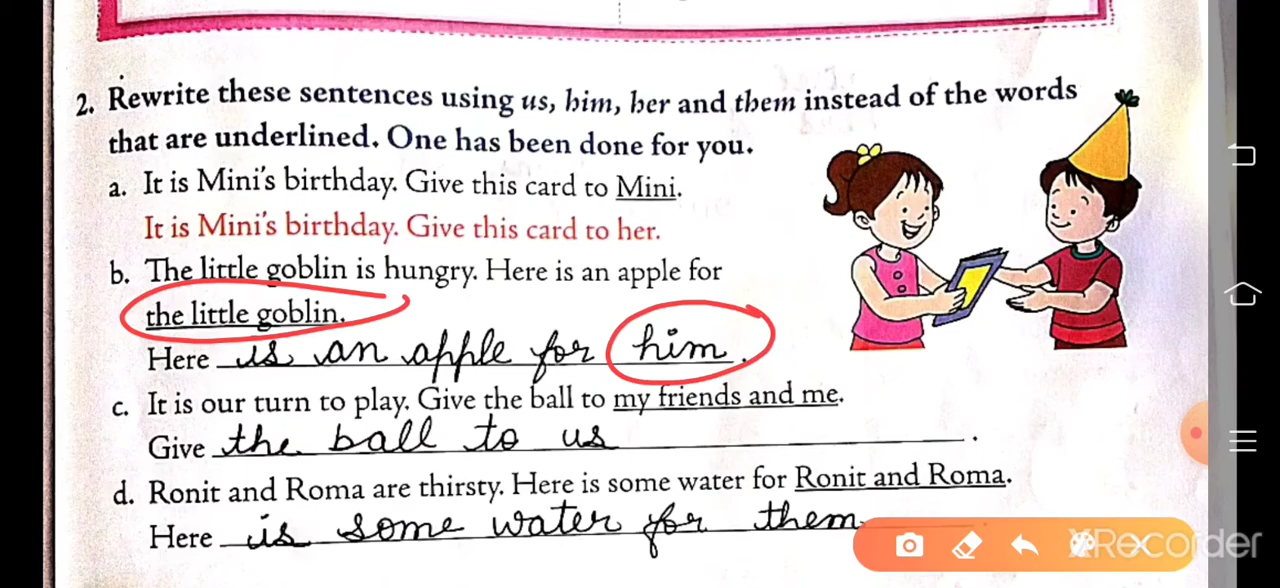 2. Rewrite these sentences using us, him, her and them instead of the words
that are underlined. One has been done for you.
a. It is Mini's birthday. Give this card to Mini.
It is Mini's birthday. Give this card to her.
b. The little goblin is hungry. Here is an apple for
the little goblin.
Here is an apple for him.
c. It is our turn to play. Give the ball to my friends and me.
Give the ball to us.
d. Ronit and Roma are thirsty. Here is some water for Ronit and Roma.
Here is some water for them
XRecorder